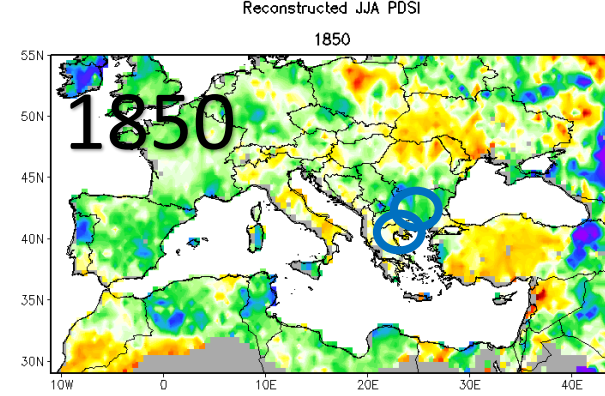 Reconstructed JJA PDSI
1850
55N
1850
50N
45N
40N
35N
30N
10W 0 10E 20E 30E 40E